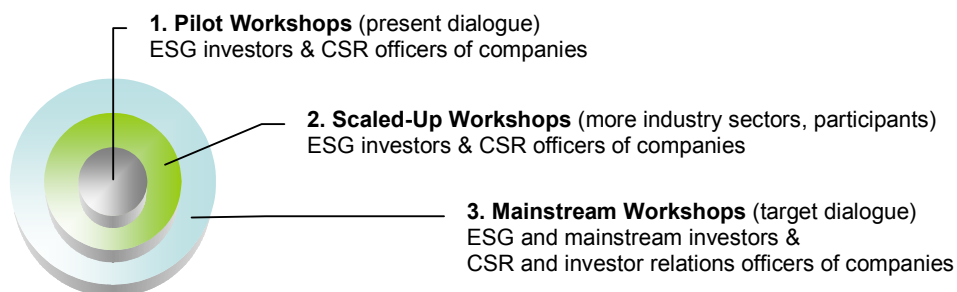 1. Pilot Workshops (present dialogue)
ESG investors & CSR officers of companies
2. Scaled-Up Workshops (more industry sectors, participants)
ESG investors & CSR officers of companies
3. Mainstream Workshops (target dialogue)
ESG and mainstream investors &
CSR and investor relations officers of companies